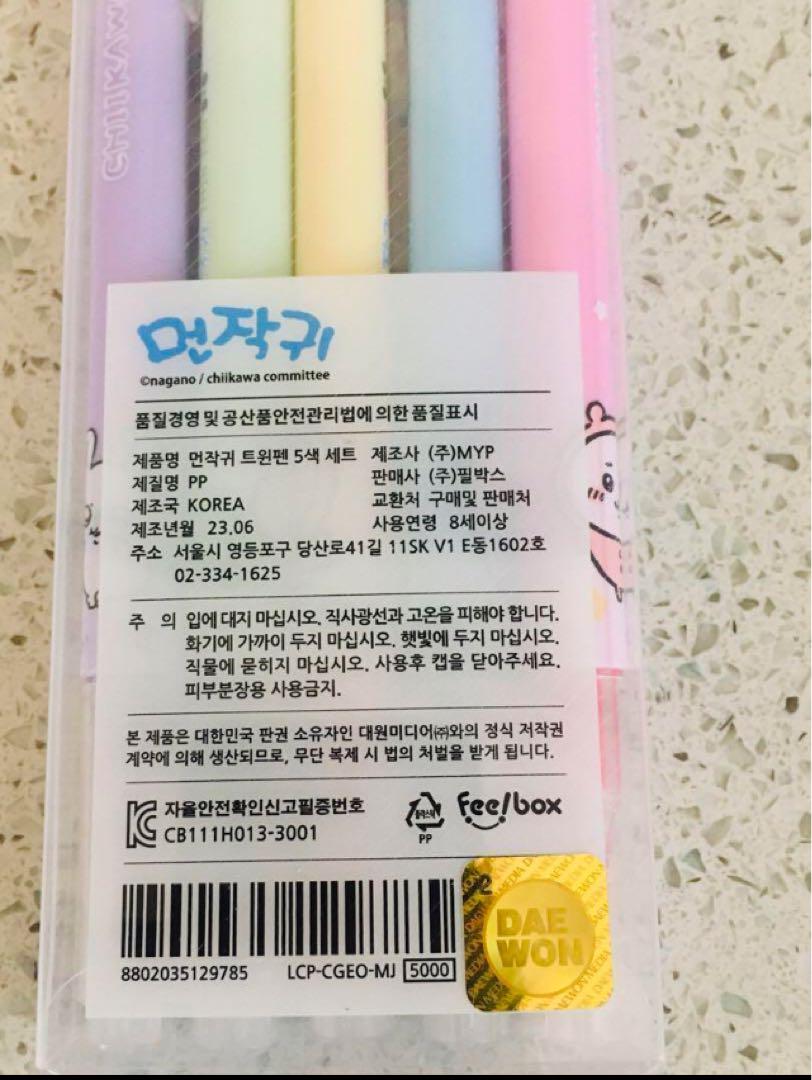 CHIIKAW
먼작귀
©nagano / chiikawa committee
품질경영 및 공산품안전관리법에 의한 품질표시
제품명 먼작귀 트윈펜 5색 세트 제조사 (주)MYP
제질명 PP 판매사 (주)필박스
제조국 KOREA 교환처 구매및 판매처
제조년월 23.06 사용연령 8세이상
주소 서울시 영등포구 당산로41길 11SK V1 E동1602호
02-334-1625
주 의 입에 대지 마십시오. 직사광선과 고온을 피해야 합니다.
화기에 가까이 두지 마십시오. 햇빛에 두지 마십시오.
직물에 묻히지 마십시오. 사용후 캡을 닫아주세요.
피부분장용 사용금지.
본 제품은 대한민국 판권 소유자인 대원미디어㈜와의 정식 저작권
계약에 의해 생산되므로, 무단 복제 시 법의 처벌을 받게 됩니다.
자율안전확인신고필증번호
CB111H013-3001
PP
feelbox
8802035129785 LCP-CGEO-MJ 5000
DAE
WON